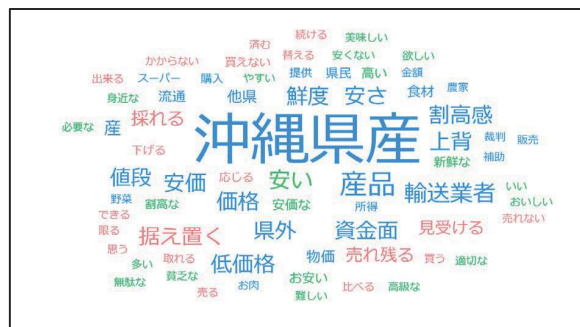 続ける 美味しい
済む
かからない 買えない 替える 安くない 欲しい
出来る スーパー 購入 やすい 提供 県民 高い 金額
身近な 流通 他県 鮮度 安さ 食材 農家
必要な 産 採れる 沖縄県産 割高感
上背 裁判 販売
下げる 新鮮な 補助
値段 安価 応じる 安い 産品 輸送業者 いい
野菜 割高な 価格 安価な 所得 おいしい
できる 売れない
限る 据え置く 県外 資金面 見受ける
思う 取れる 低価格 物価 売れ残る 買う 適切な
多い 貧乏な お安い
無駄な 売る お肉 難しい 比べる 高級な